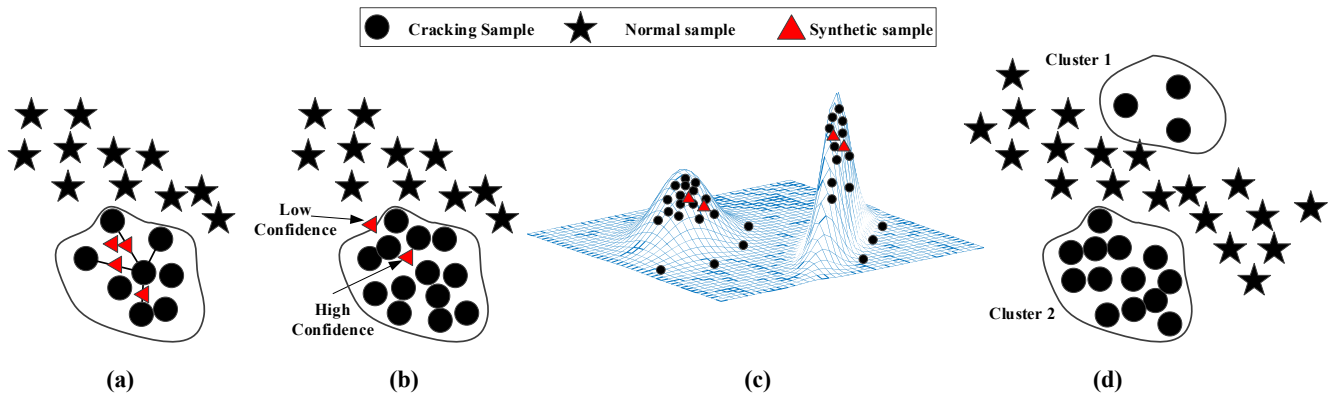 Cracking Sample Normal sample Synthetic sample
Low
Confidence
High
Confidence
Cluster 1
Cluster 2
(a) (b) (c) (d)